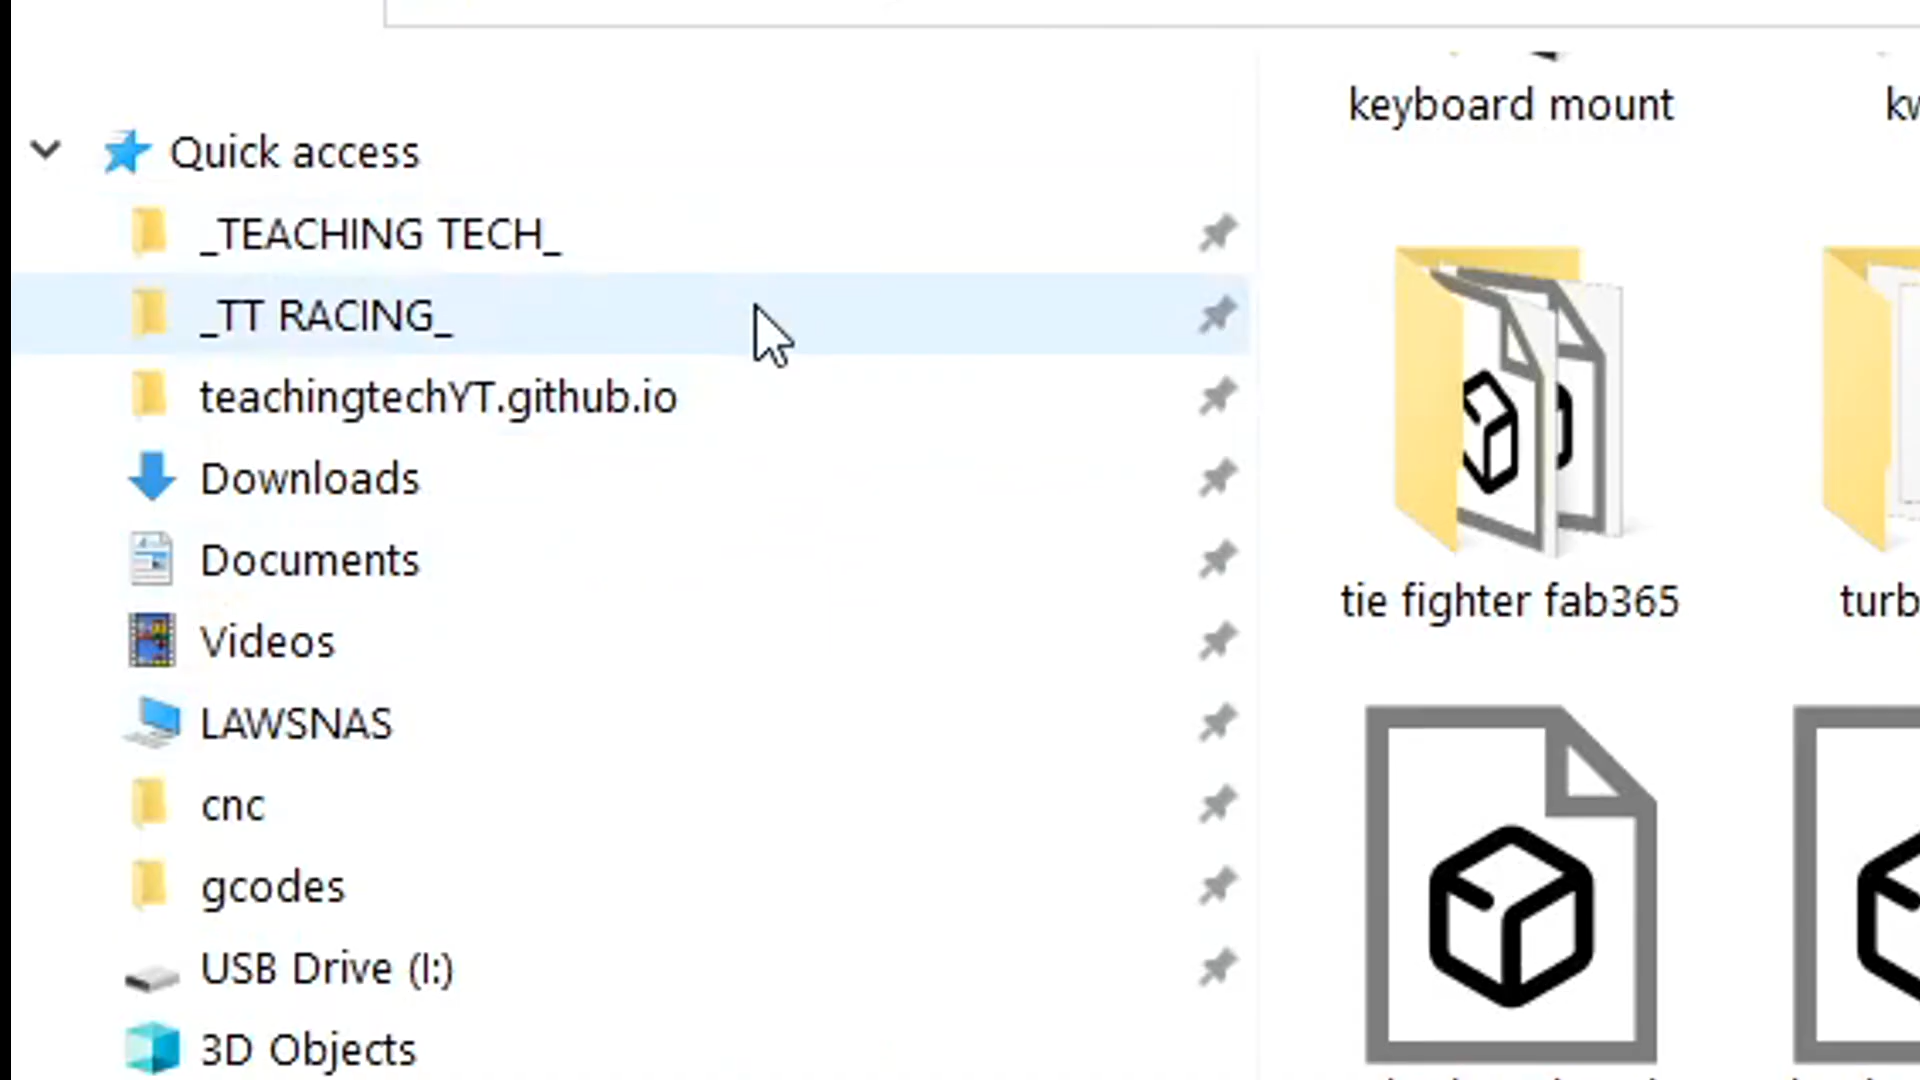 Quick access
_TEACHING TECH_
_TT RACING_
teachingtechYT.github.io
Downloads
Documents
Videos
LAWSNAS
cnc
gcodes
USB Drive (I:)
3D Objects
keyboard mount
tie fighter fab365